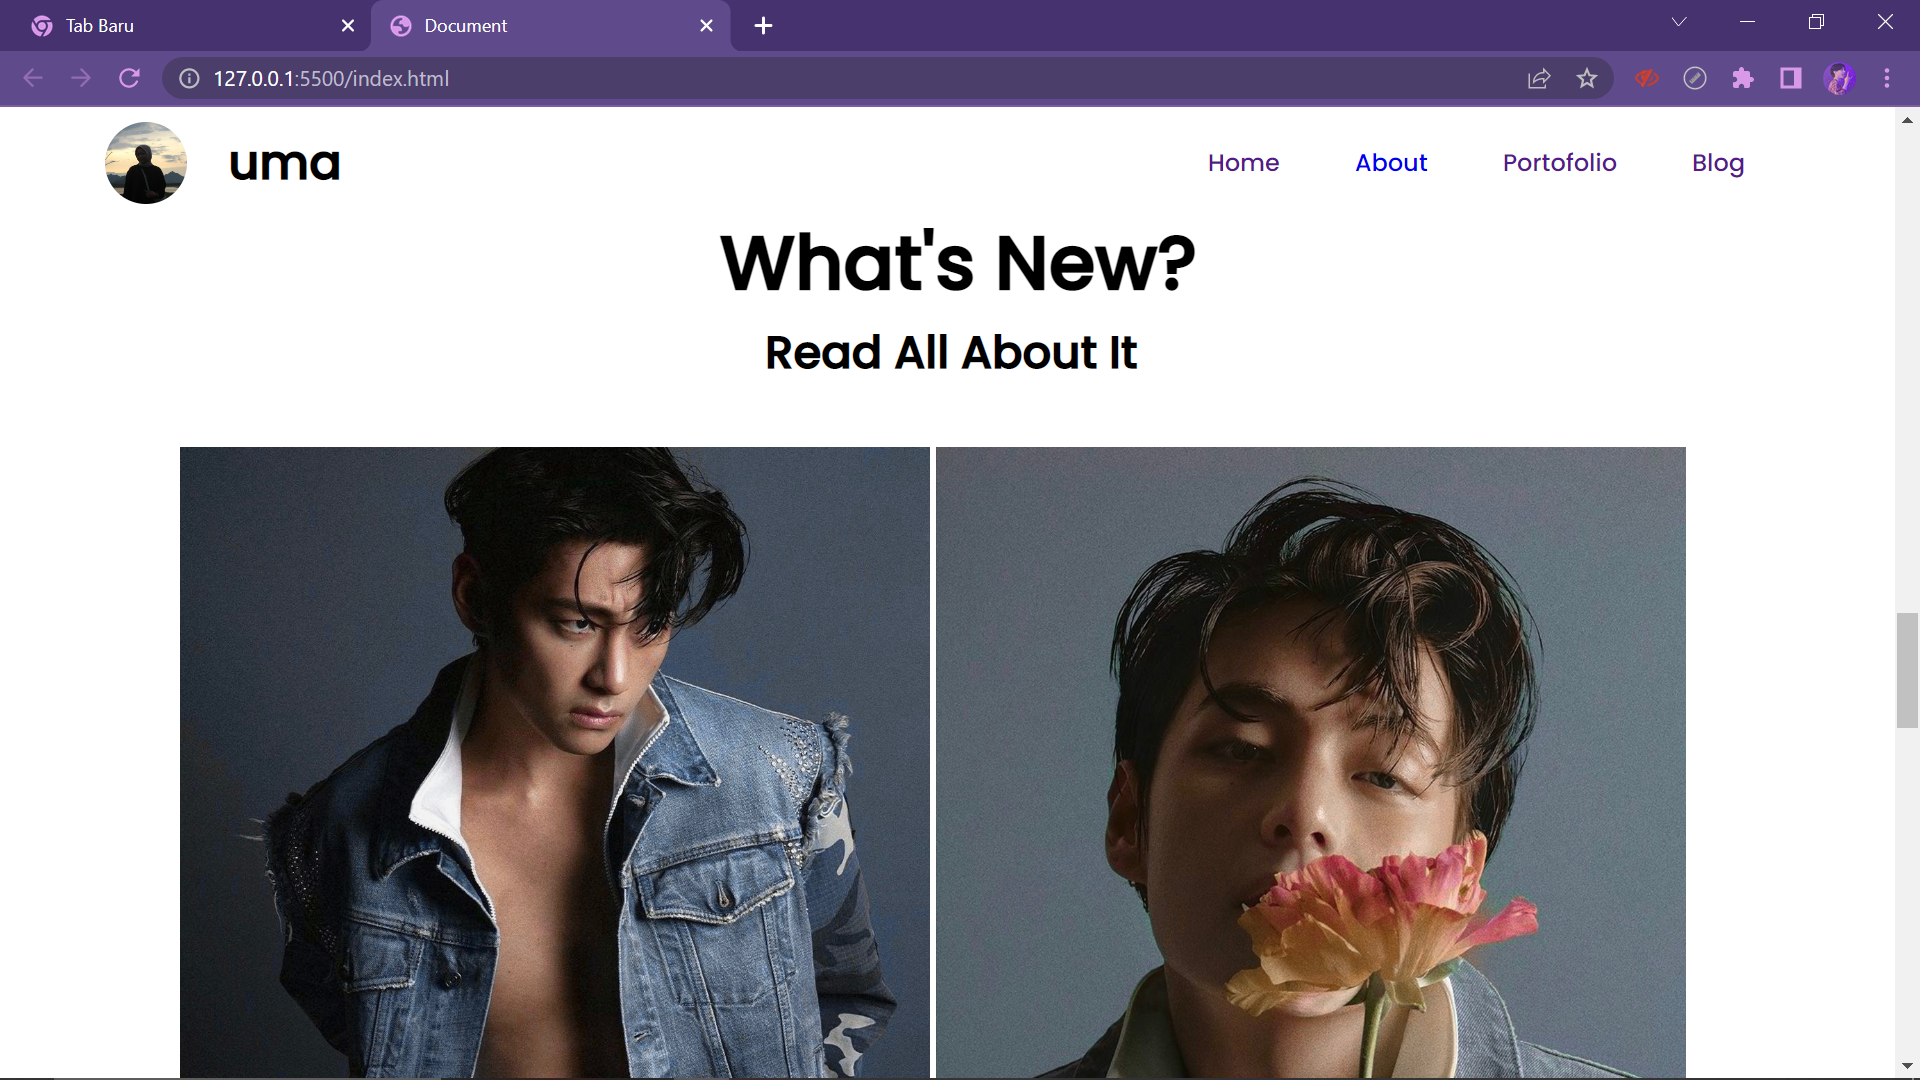 Tab Baru
Document
127.0.0.1:5500/index.html
uma
Home About Portofolio Blog
What's New?
Read All About It